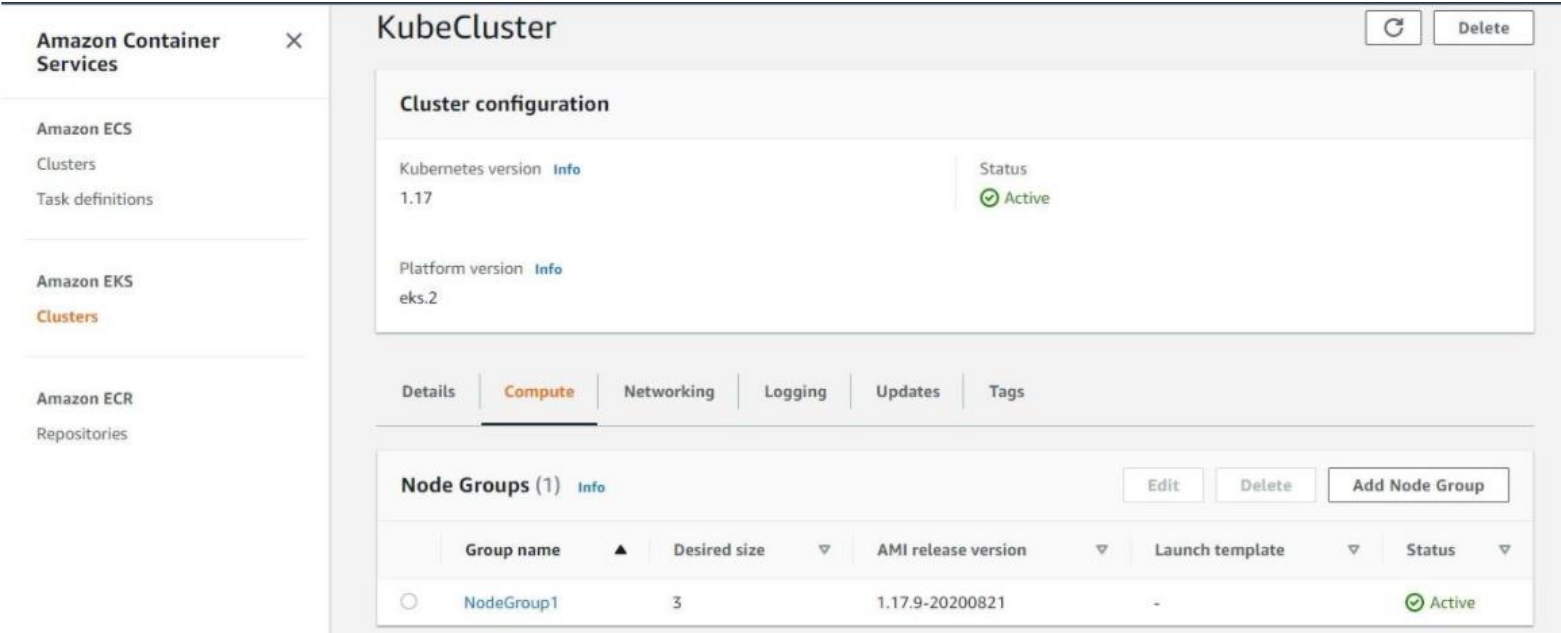 Amazon Container
Services
Amazon ECS
Clusters
Task definitions
Amazon EKS
Clusters
Amazon ECR
Repositories
KubeCluster
Delete
Cluster configuration
Kubernetes version Info
1.17
Status
Active
Platform version Info
eks.2
Details Compute Networking Logging Updates Tags
Node Groups (1) Info Edit Delete Add Node Group
Group name Desired size AMI release version Launch template Status
NodeGroup1 3 1.17.9-20200821 - Active